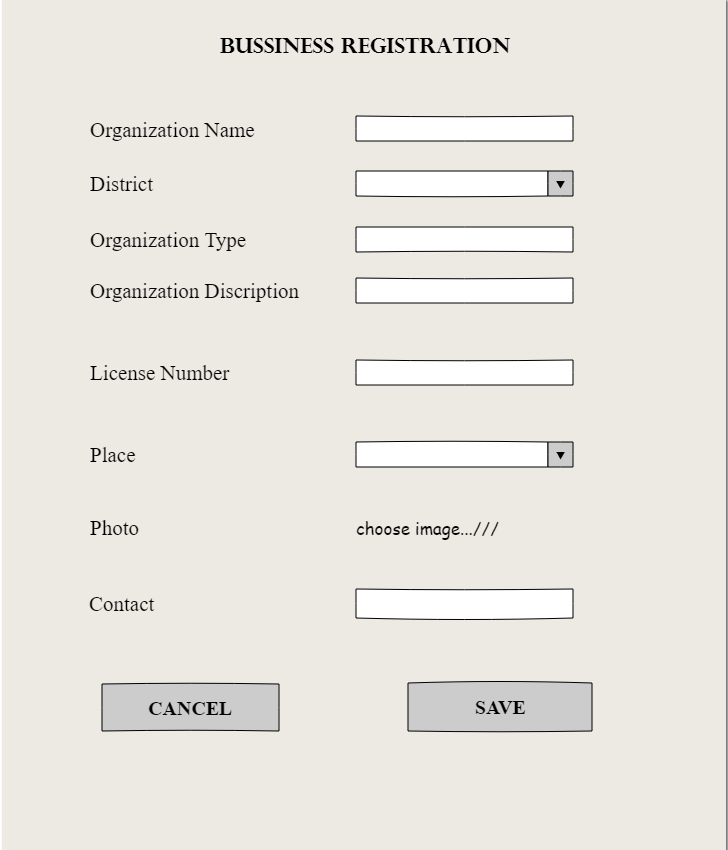 BUSSINESS REGISTRATION
Organization Name
District
Organization Type
Organization Discription
License Number
Place
Photo choose image...///
Contact
CANCEL SAVE